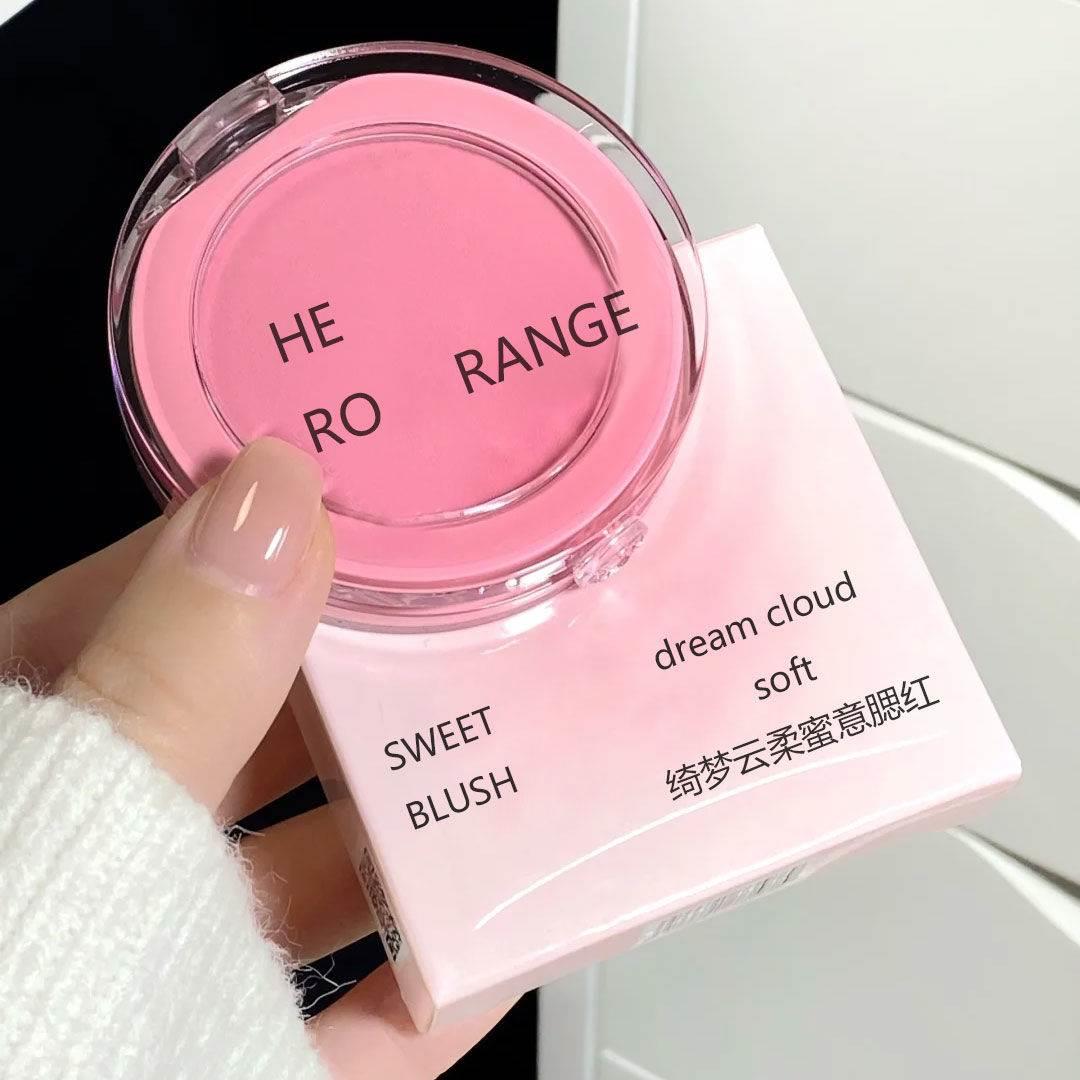 HE
RO
RANGE
SWEET
BLUSH
dream cloud
soft
绮梦云柔蜜意腮红